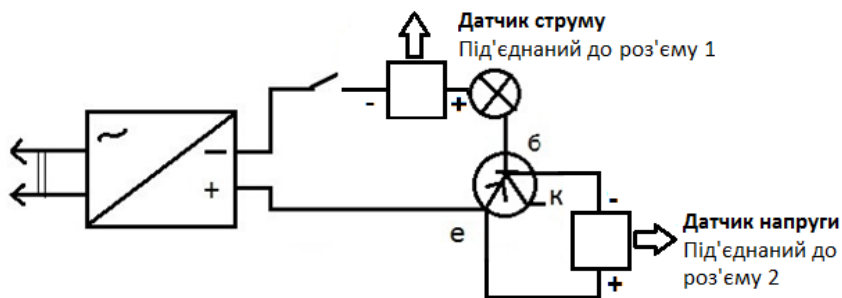 Датчик струму
Під'єднаний до роз'єму 1
~
−
+
-
+
б
к
е
-
+
Датчик напруги
Під'єднаний до
роз'єму 2